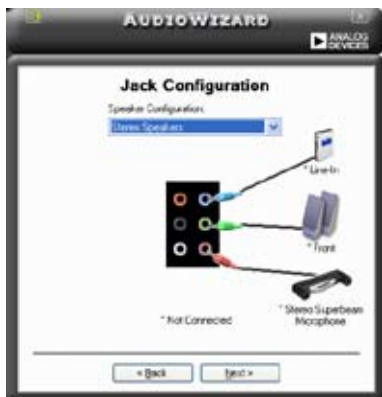 AUDIOWIZARD
ANALOG
DEVICES
Jack Configuration
Speaker Configuration:
Stereo Speakers
* Line-In
* Front
* Stereo Superbeam
Microphone
* Not Connected
< Back
Next >